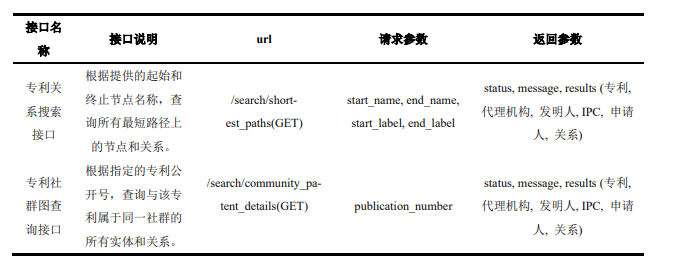 接口名称 接口说明 url 请求参数 返回参数
专利关系搜索接口
根据提供的起始和
终止节点名称，查
询所有最短路径上
的节点和关系。
/search/short-
est_paths(GET)
start_name, end_name,
start_label, end_label
status, message, results (专利,
代理机构, 发明人, IPC, 申请
人, 关系)
专利社群图查询接口
根据指定的专利公
开号，查询与该专
利属于同一社群的
所有实体和关系。
/search/community_pa-
tent_details(GET)
publication_number
status, message, results (专利,
代理机构, 发明人, IPC, 申请
人, 关系)